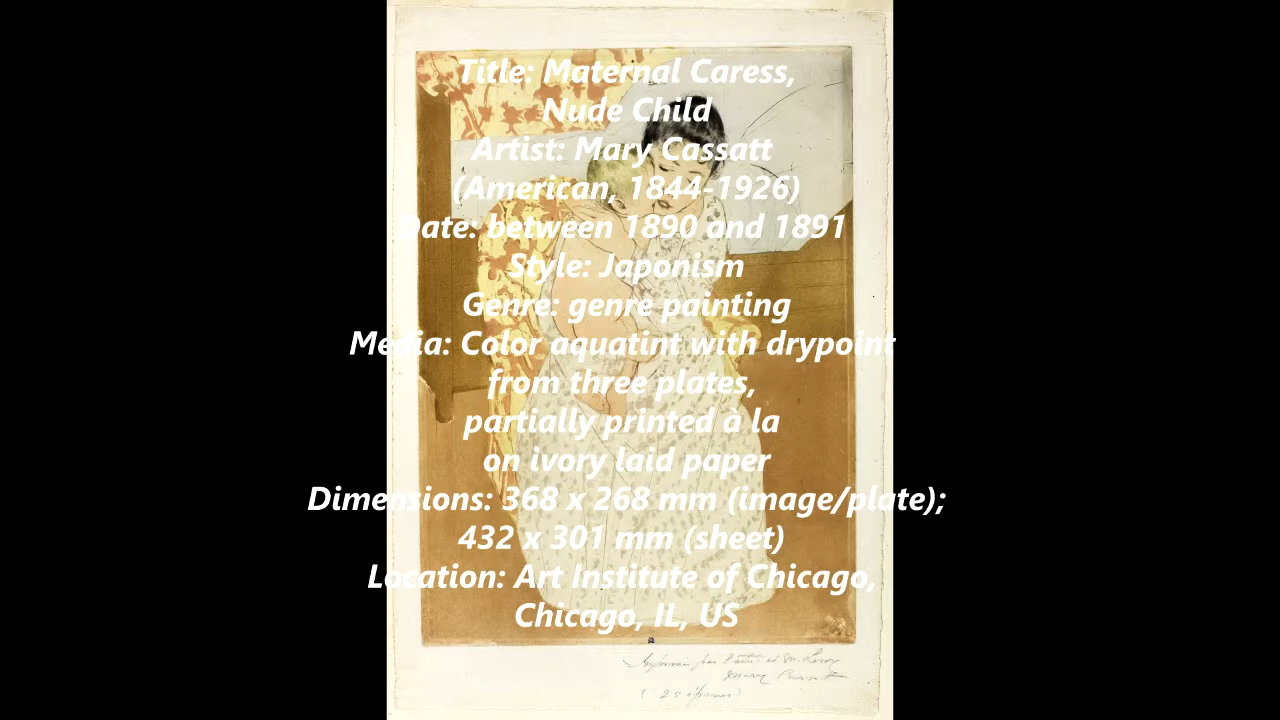 Title: Maternal Caress,
Nude Child
Artist: Mary Cassatt
(American, 1844-1926)
Date: between 1890 and 1891
Style: Japonism
Genre: genre painting
Media: Color aquatint with drypoint
from three plates,
partially printed à la
on ivory laid paper
Dimensions: 368 x 268 mm (image/plate);
432 x 301 mm (sheet)
Location: Art Institute of Chicago,
Chicago, IL, US
Mary Cassatt